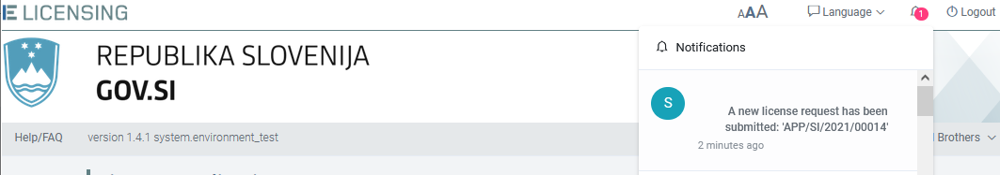 E LICENSING
AAA
Language
1
Logout
REPUBLIKA SLOVENIJA
GOV.SI
Notifications
S
A new license request has been
submitted: 'APP/SI/2021/00014'
2 minutes ago
Help/FAQ
version 1.4.1 system.environment_test
Brothers